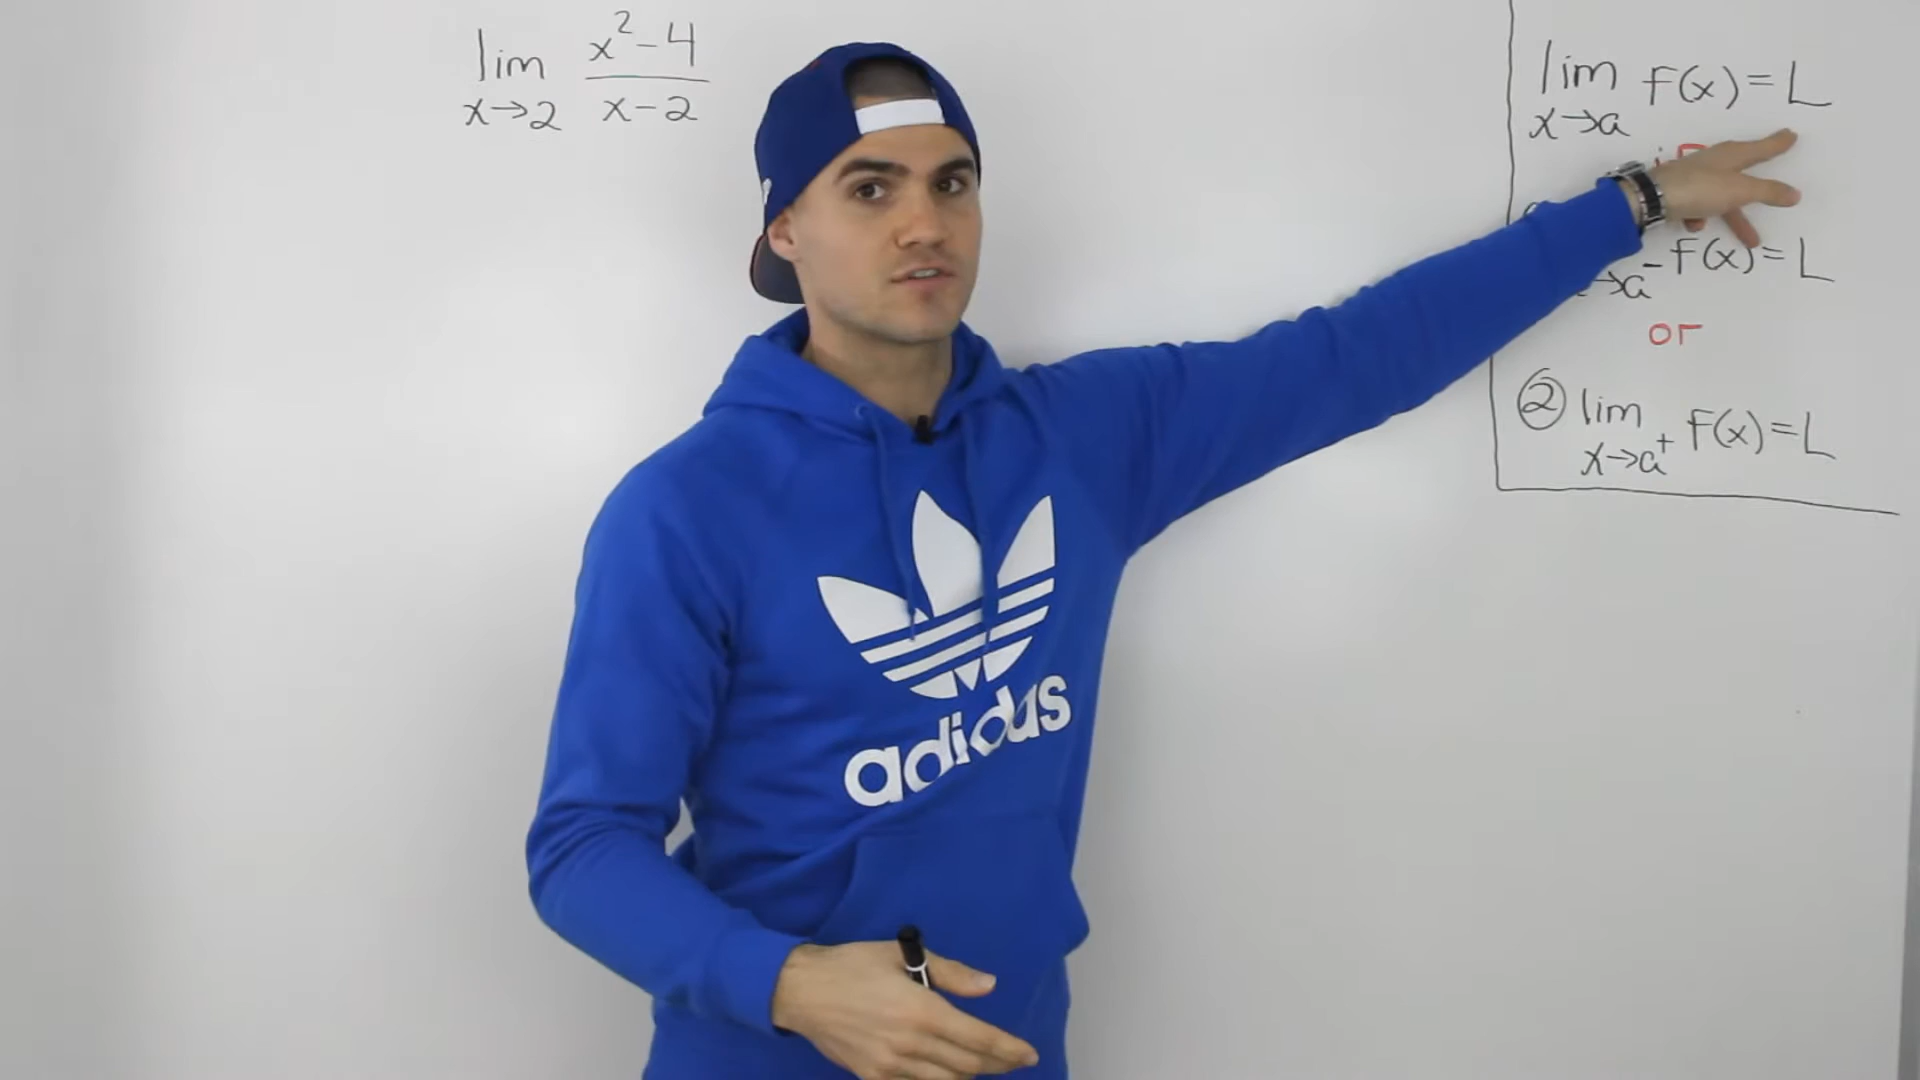 lim x→2 x²-4 / x-2
lim x→a f(x) = L
f(x) = L
→a⁻
or
② lim x→a⁺ f(x) = L
adidas